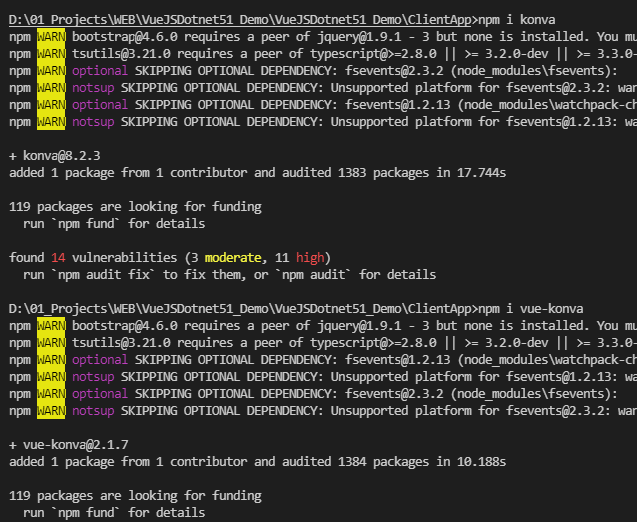 D:\01_Projects\WEB\VueJSDotnet51_Demo\VueJSDotnet51_Demo\ClientApp>npm i konva
npm WARN bootstrap@4.6.0 requires a peer of jquery@1.9.1 - 3 but none is installed. You mu
npm WARN tsutils@3.21.0 requires a peer of typescript@>=2.8.0 || >= 3.2.0-dev || >= 3.3.0-
npm WARN optional SKIPPING OPTIONAL DEPENDENCY: fsevents@2.3.2 (node_modules\fsevents):
npm WARN notsup SKIPPING OPTIONAL DEPENDENCY: Unsupported platform for fsevents@2.3.2: wan
npm WARN optional SKIPPING OPTIONAL DEPENDENCY: fsevents@1.2.13 (node_modules\watchpack-ch
npm WARN notsup SKIPPING OPTIONAL DEPENDENCY: Unsupported platform for fsevents@1.2.13: wa
+ konva@8.2.3
added 1 package from 1 contributor and audited 1383 packages in 17.744s
119 packages are looking for funding
run `npm fund` for details
found 14 vulnerabilities (3 moderate, 11 high)
run `npm audit fix` to fix them, or `npm audit` for details
D:\01_Projects\WEB\VueJSDotnet51_Demo\VueJSDotnet51_Demo\ClientApp>npm i vue-konva
npm WARN bootstrap@4.6.0 requires a peer of jquery@1.9.1 - 3 but none is installed. You mu
npm WARN tsutils@3.21.0 requires a peer of typescript@>=2.8.0 || >= 3.2.0-dev || >= 3.3.0-
npm WARN optional SKIPPING OPTIONAL DEPENDENCY: fsevents@1.2.13 (node_modules\watchpack-ch
npm WARN notsup SKIPPING OPTIONAL DEPENDENCY: Unsupported platform for fsevents@1.2.13: wa
npm WARN optional SKIPPING OPTIONAL DEPENDENCY: fsevents@2.3.2 (node_modules\fsevents):
npm WARN notsup SKIPPING OPTIONAL DEPENDENCY: Unsupported platform for fsevents@2.3.2: wan
+ vue-konva@2.1.7
added 1 package from 1 contributor and audited 1384 packages in 10.188s
119 packages are looking for funding
run `npm fund` for details